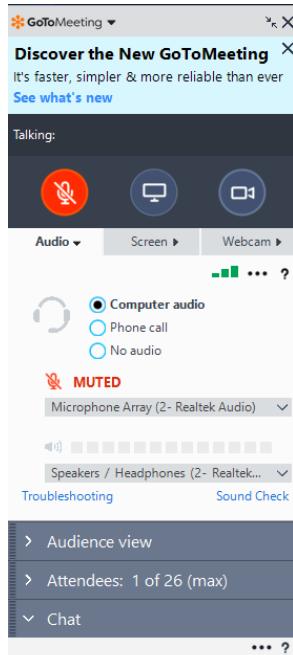 GoToMeeting
Discover the New GoToMeeting
It's faster, simpler & more reliable than ever
See what's new
Talking:
Audio Screen Webcam
?
Computer audio
Phone call
No audio
MUTED
Microphone Array (2- Realtek Audio)
Speakers / Headphones (2- Realtek...
Troubleshooting Sound Check
Audience view
Attendees: 1 of 26 (max)
Chat
?